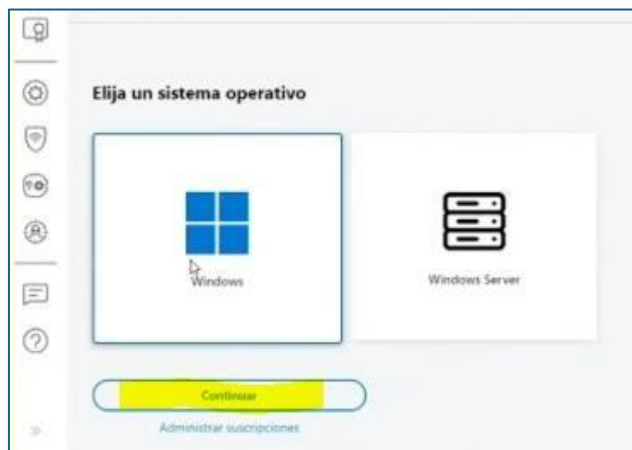 Elija un sistema operativo
Windows
Windows Server
Continuar
Administrar suscripciones